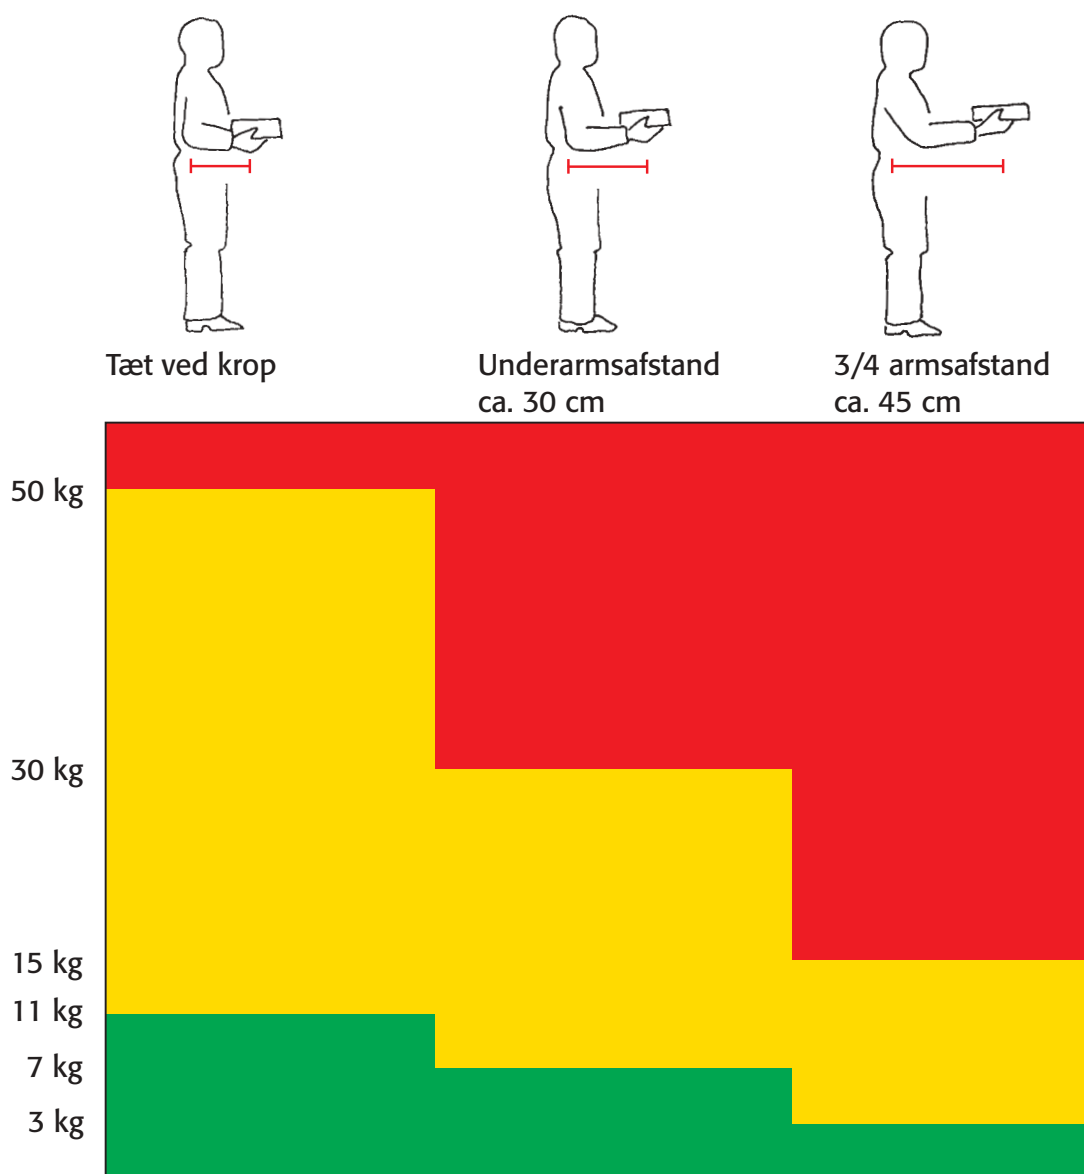 Tæt ved krop
Underarmsafstand
ca. 30 cm
3/4 armsafstand
ca. 45 cm
50 kg
30 kg
15 kg
11 kg
7 kg
3 kg